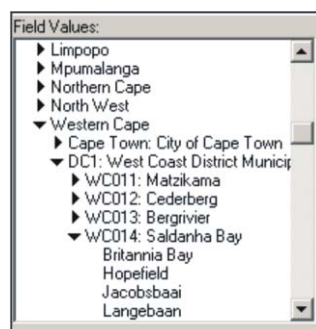 Field Values:
Limpopo
Mpumalanga
Northern Cape
North West
Western Cape
Cape Town: City of Cape Town
DC1: West Coast District Municip
WC011: Matzikama
WC012: Cederberg
WC013: Bergrivier
WC014: Saldanha Bay
Britannia Bay
Hopefield
Jacobsbaai
Langebaan